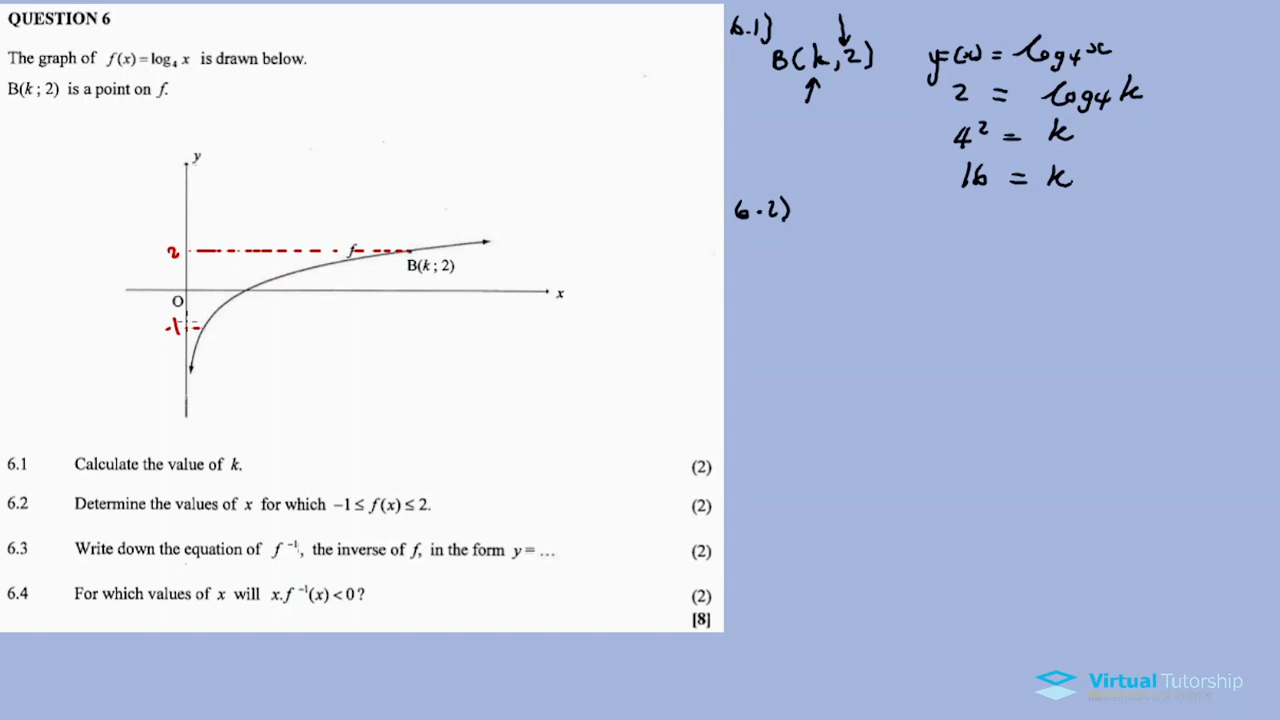 QUESTION 6
The graph of f(x) = log₄ x is drawn below.
B(k ; 2) is a point on f.
y
2
f
B(k ; 2)
O
x
-1
6.1 Calculate the value of k. (2)
6.2 Determine the values of x for which −1 ≤ f(x) ≤ 2. (2)
6.3 Write down the equation of f⁻¹, the inverse of f, in the form y = ... (2)
6.4 For which values of x will x.f⁻¹(x) < 0? (2)
[8]
6.1)
B(k,2)
y=(x) = log₄x
2 = log₄k
4² = k
16 = k
6.2)
Virtual Tutorship